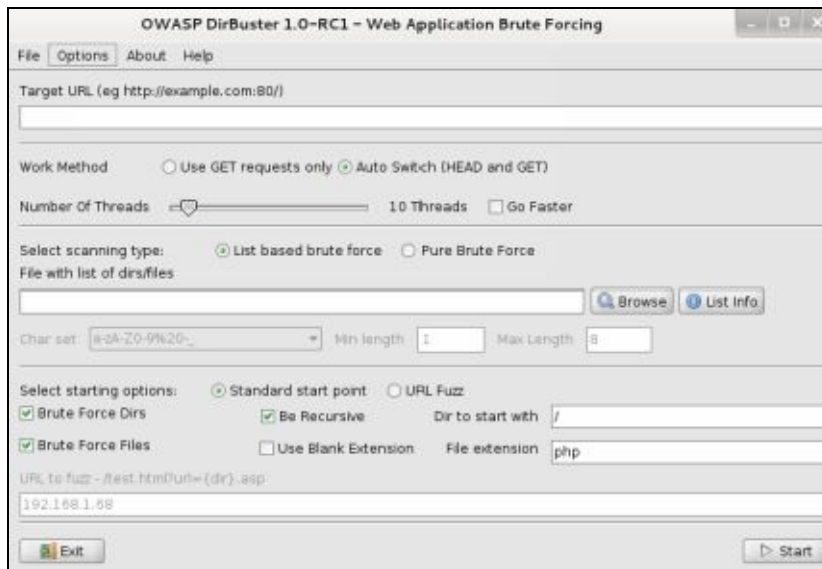 OWASP DirBuster 1.0-RC1 - Web Application Brute Forcing
File Options About Help
Target URL (eg http://example.com:80/)
Work Method Use GET requests only Auto Switch (HEAD and GET)
Number Of Threads 10 Threads Go Faster
Select scanning type: List based brute force Pure Brute Force
File with list of dirs/files
Browse List Info
Char set a-zA-Z0-9%20-_ Min length 1 Max Length 8
Select starting options: Standard start point URL Fuzz
Brute Force Dirs Be Recursive Dir to start with /
Brute Force Files Use Blank Extension File extension php
URL to fuzz - /test.html?url={dir}.asp
192.168.1.68
Exit Start